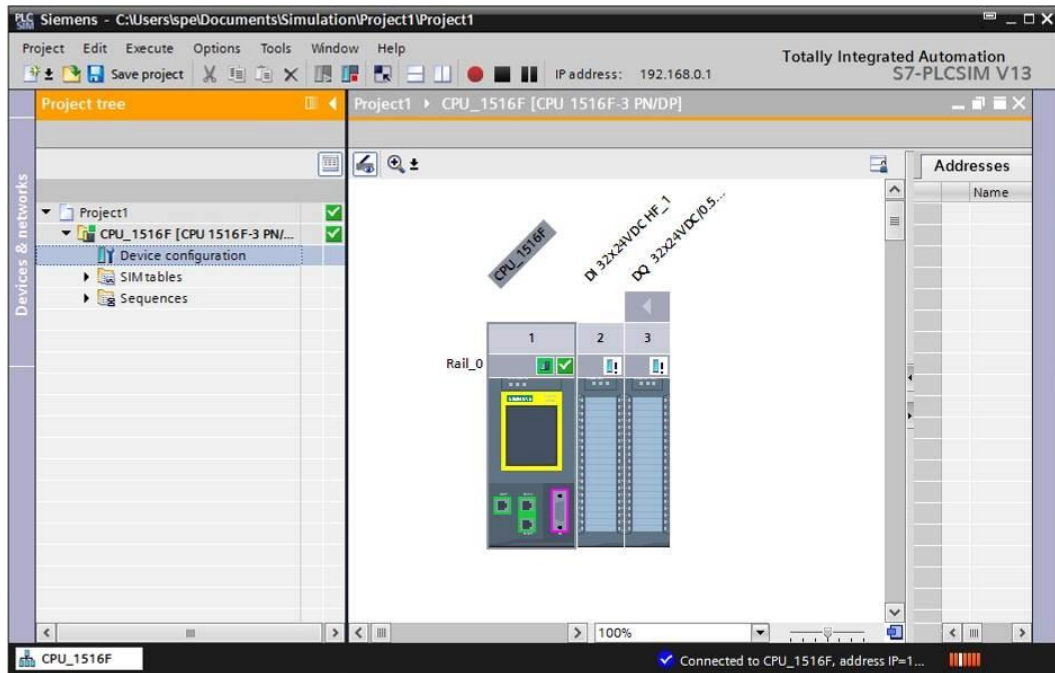 Siemens - C:\Users\spe\Documents\Simulation\Project1\Project1
Project Edit Execute Options Tools Window Help
Totally Integrated Automation
S7-PLCSIM V13
Save project
IP address: 192.168.0.1
Project tree
Project1 CPU_1516F [CPU 1516F-3 PN/DP]
Devices & networks
Addresses
Name
Project1
CPU_1516F [CPU 1516F-3 PN/...
Device configuration
SIM tables
Sequences
CPU_1516F
DI 32x24VDC HF_1
DQ 32x24VDC/0.5...
1 2 3
Rail_0
SIEMENS
100%
CPU_1516F
Connected to CPU_1516F, address IP=1...